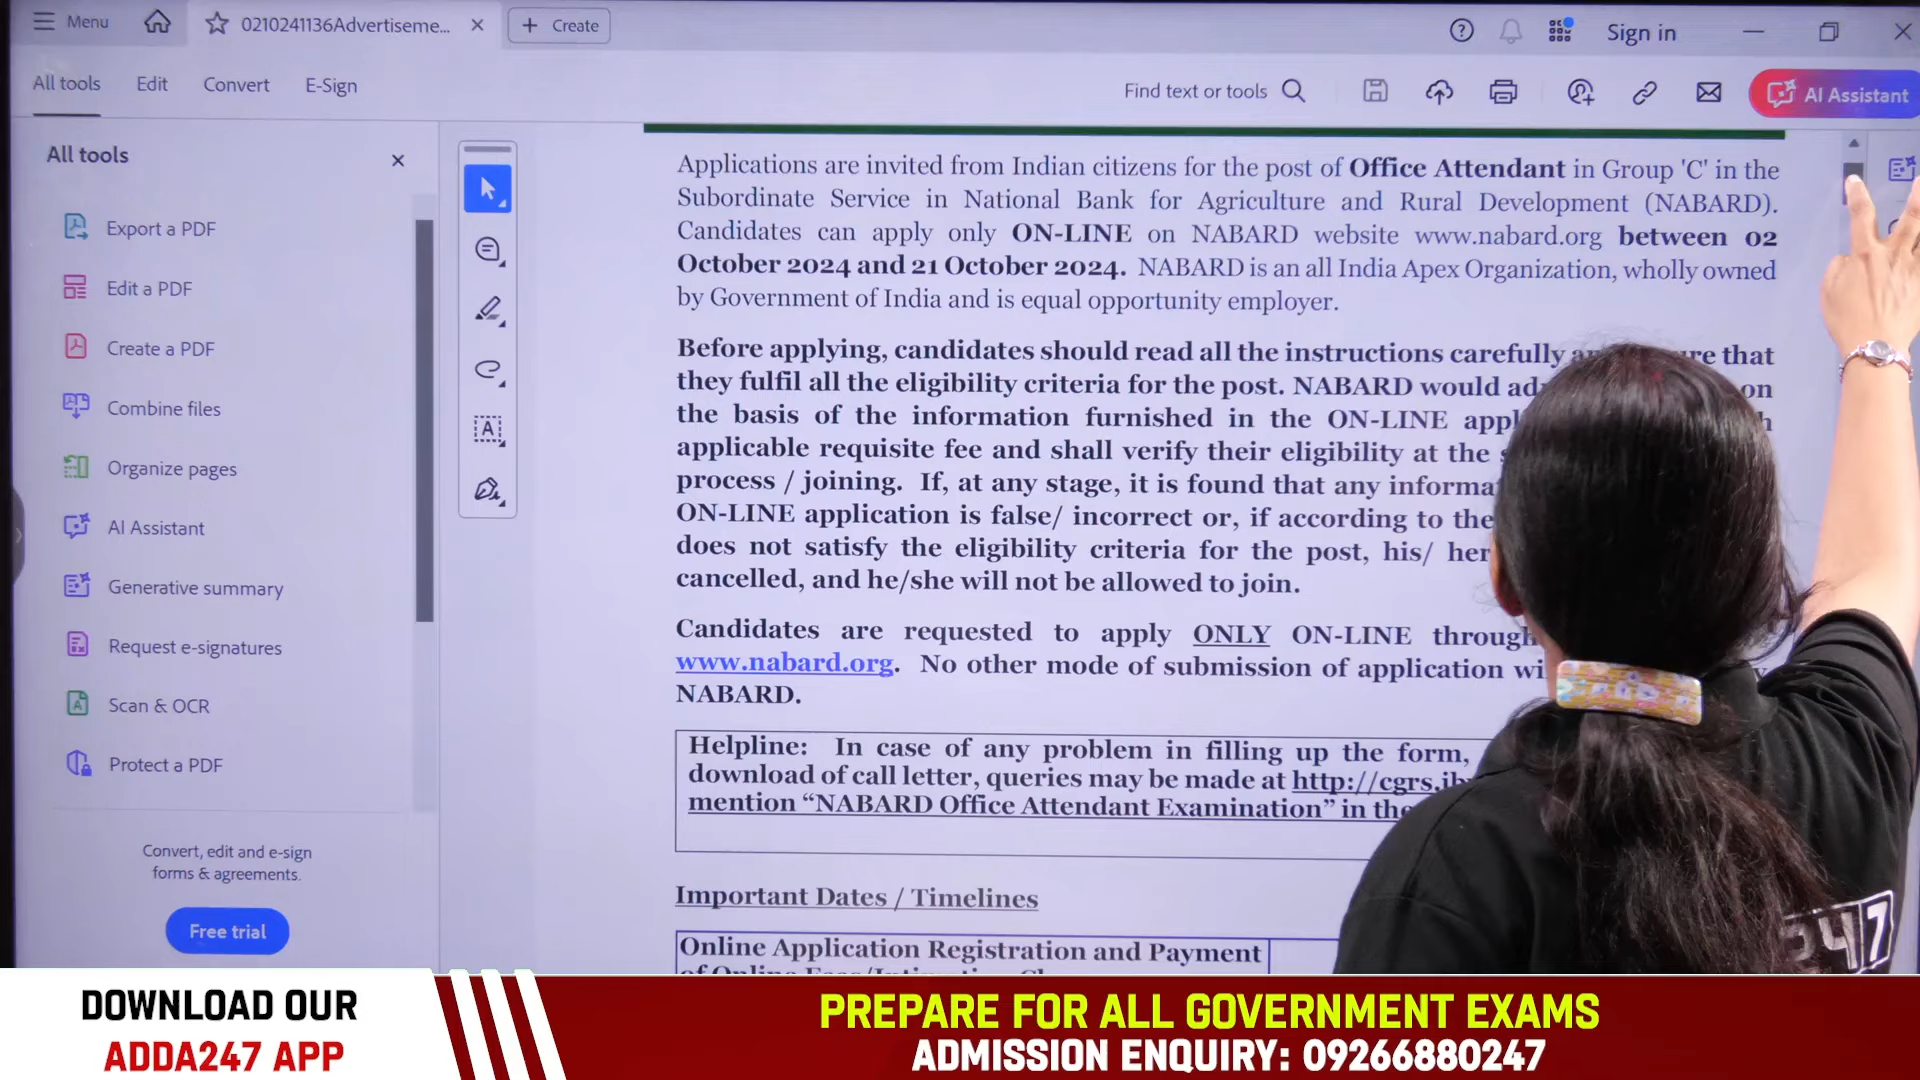 Menu
0210241136Advertiseme...
Create
Sign in
All tools
Edit
Convert
E-Sign
Find text or tools
AI Assistant
All tools
Export a PDF
Edit a PDF
Create a PDF
Combine files
Organize pages
AI Assistant
Generative summary
Request e-signatures
Scan & OCR
Protect a PDF
Convert, edit and e-sign
forms & agreements.
Free trial
Applications are invited from Indian citizens for the post of Office Attendant in Group 'C' in the
Subordinate Service in National Bank for Agriculture and Rural Development (NABARD).
Candidates can apply only ON-LINE on NABARD website www.nabard.org between 02
October 2024 and 21 October 2024. NABARD is an all India Apex Organization, wholly owned
by Government of India and is equal opportunity employer.
Before applying, candidates should read all the instructions carefully that
they fulfil all the eligibility criteria for the post. NABARD would on
the basis of the information furnished in the ON-LINE
applicable requisite fee and shall verify their eligibility at the
process / joining. If, at any stage, it is found that any
ON-LINE application is false/ incorrect or, if according to the
does not satisfy the eligibility criteria for the post, his/ her
cancelled, and he/she will not be allowed to join.
Candidates are requested to apply ONLY ON-LINE through
www.nabard.org. No other mode of submission of application
NABARD.
Helpline: In case of any problem in filling up the form,
download of call letter, queries may be made at http://cgrs.ib
mention “NABARD Office Attendant Examination” in the
Important Dates / Timelines
Online Application Registration and Payment
247
DOWNLOAD OUR
ADDA247 APP
PREPARE FOR ALL GOVERNMENT EXAMS
ADMISSION ENQUIRY: 09266880247